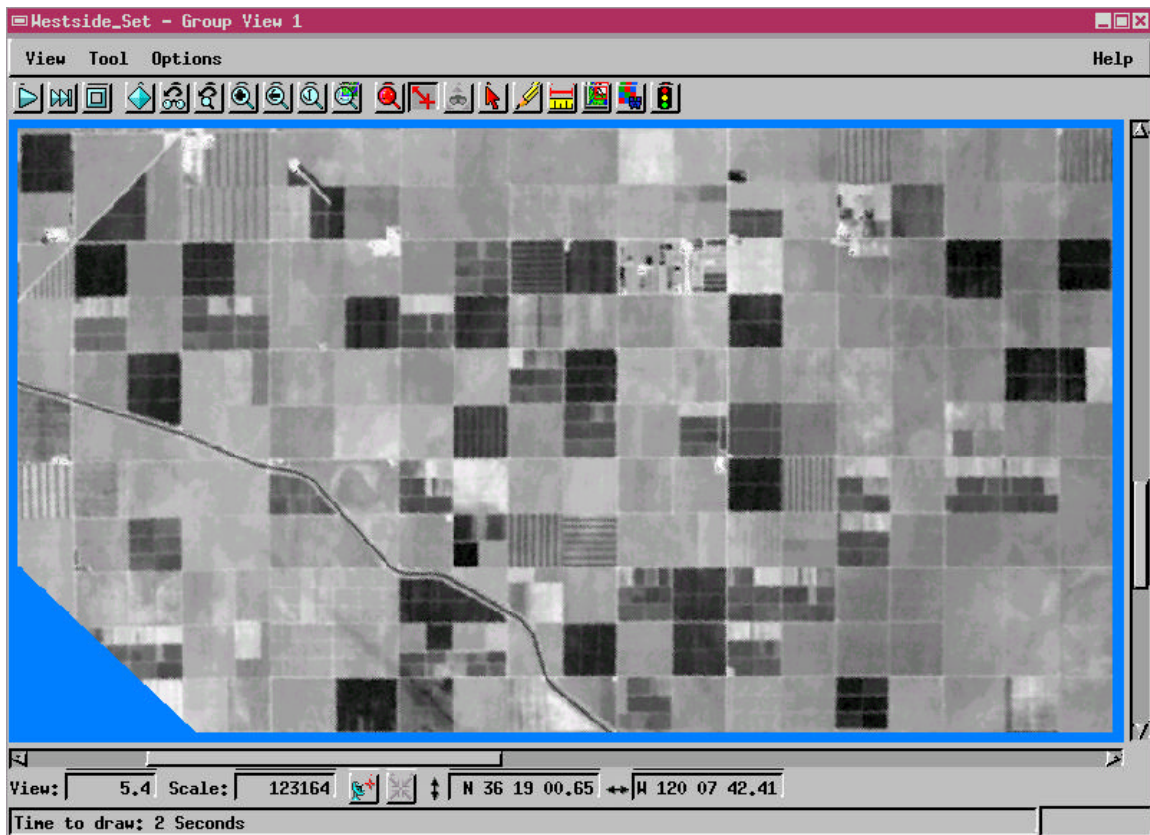 Westside_Set - Group View 1
View Tool Options Help
View: 5.4 Scale: 123164 N 36 19 00.65 W 120 07 42.41
Time to draw: 2 Seconds